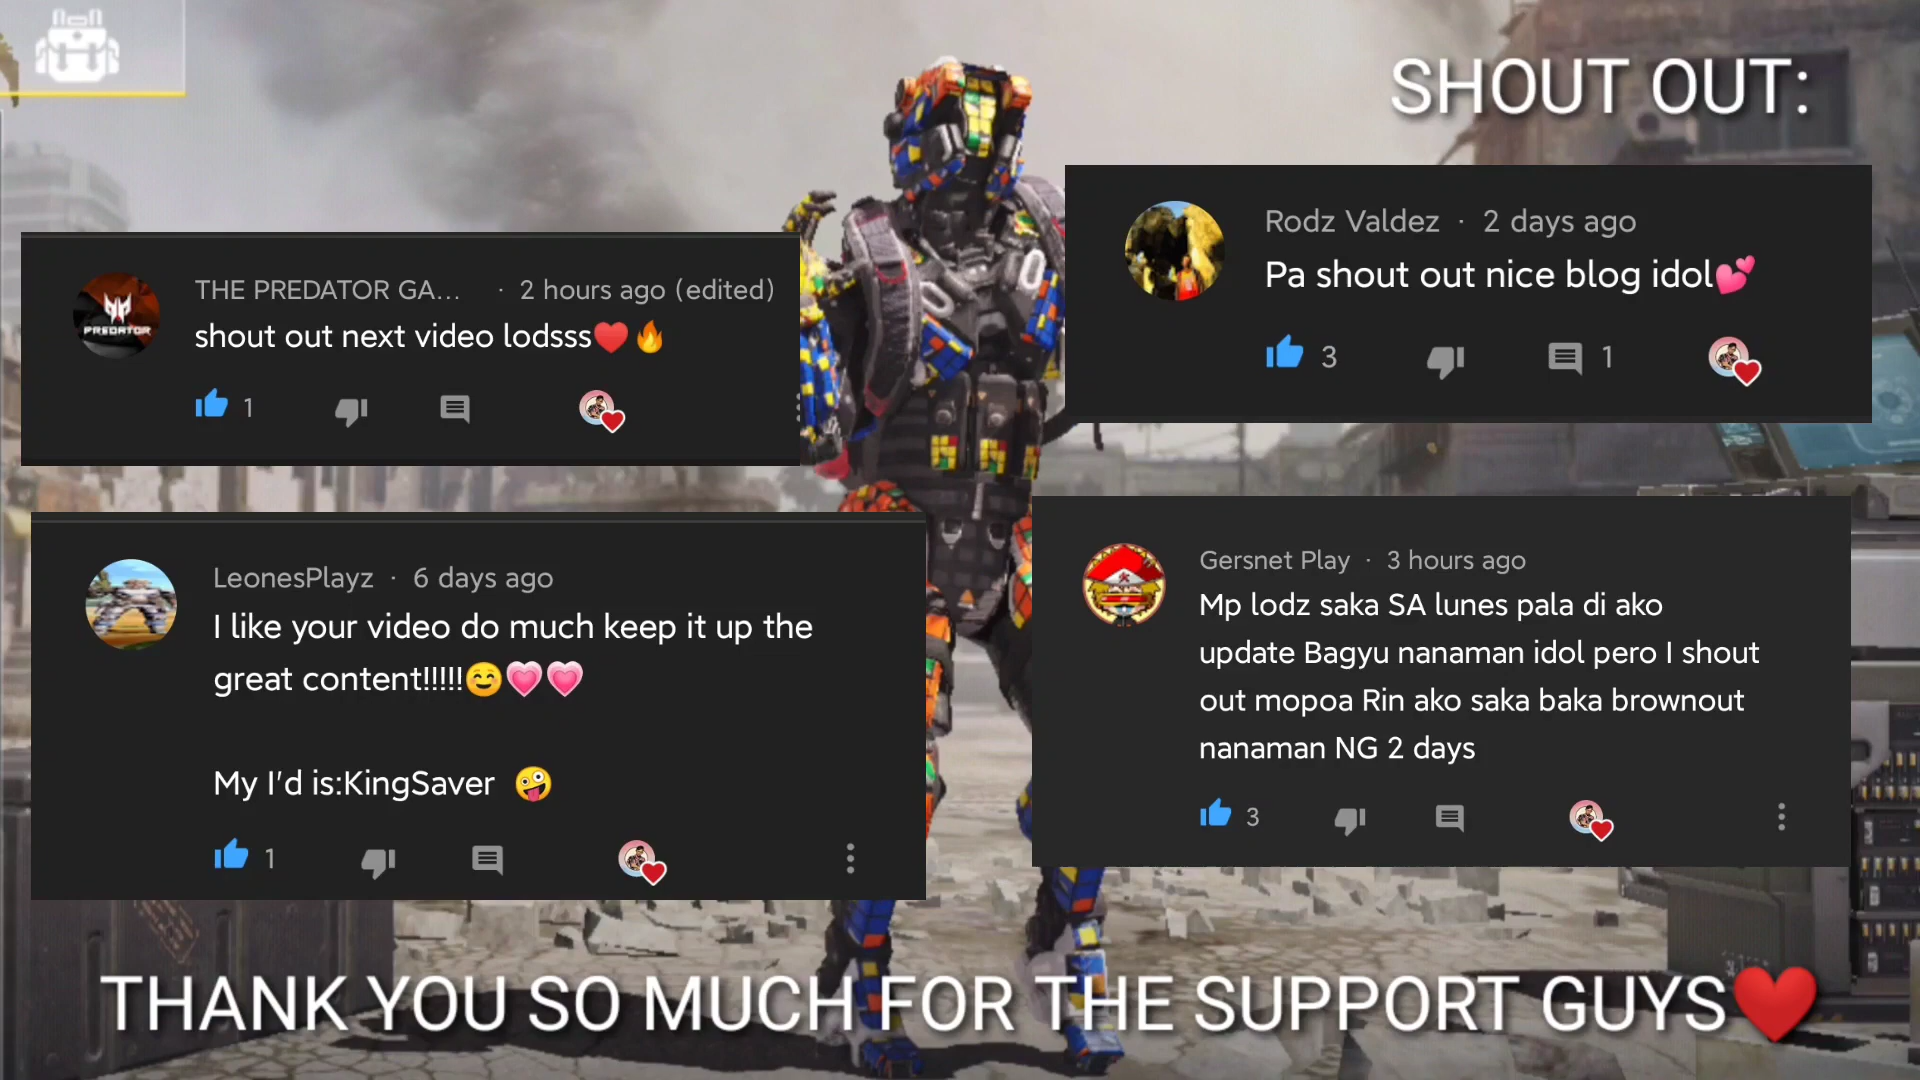 SHOUT OUT:
THE PREDATOR GA... · 2 hours ago (edited)
shout out next video lodsss❤️🔥
PREDATOR
1
Rodz Valdez · 2 days ago
Pa shout out nice blog idol💕
3 1
LeonesPlayz · 6 days ago
I like your video do much keep it up the
great content!!!!!☺️💗💗
My I'd is:KingSaver 🤪
1
Gersnet Play · 3 hours ago
Mp lodz saka SA lunes pala di ako
update Bagyu nanaman idol pero I shout
out mopoa Rin ako saka baka brownout
nanaman NG 2 days
3
THANK YOU SO MUCH FOR THE SUPPORT GUYS❤️